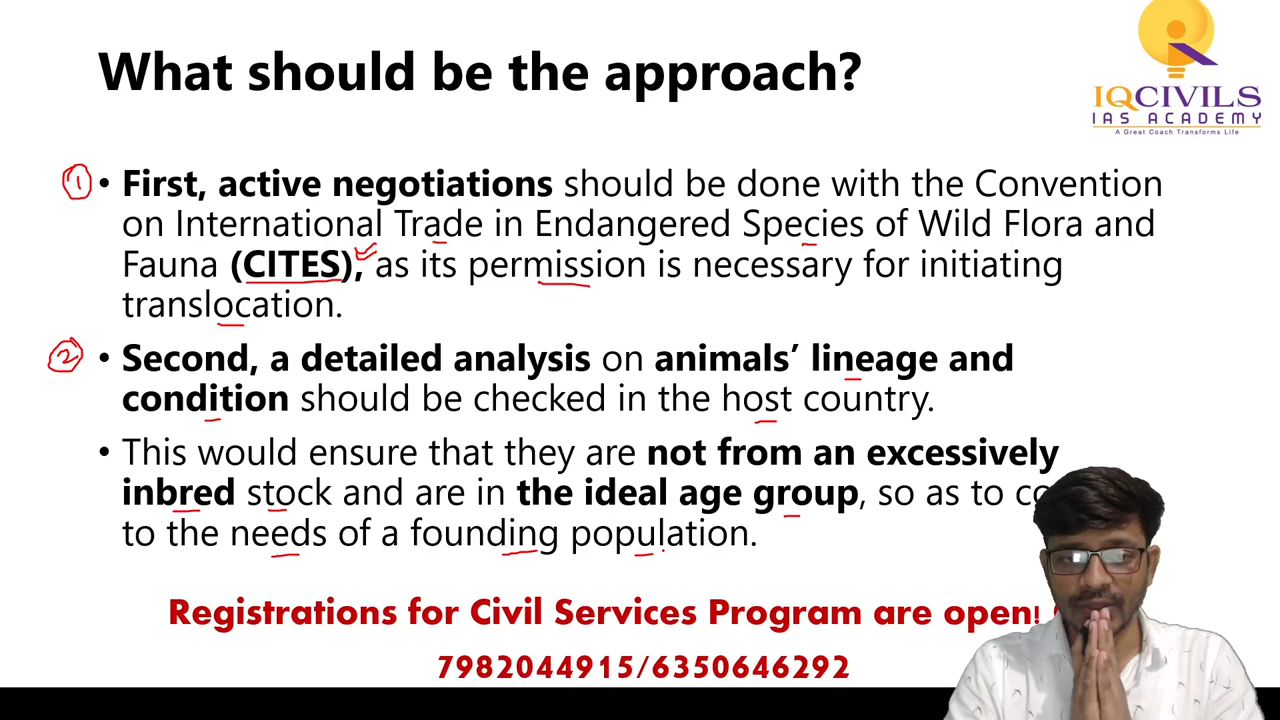 What should be the approach?
IQCIVILS
IAS ACADEMY
A Great Coach Transforms Life
1
• First, active negotiations should be done with the Convention
on International Trade in Endangered Species of Wild Flora and
Fauna (CITES), as its permission is necessary for initiating
translocation.
2
• Second, a detailed analysis on animals’ lineage and
condition should be checked in the host country.
• This would ensure that they are not from an excessively
inbred stock and are in the ideal age group, so as to
to the needs of a founding population.
Registrations for Civil Services Program are open!
7982044915/6350646292